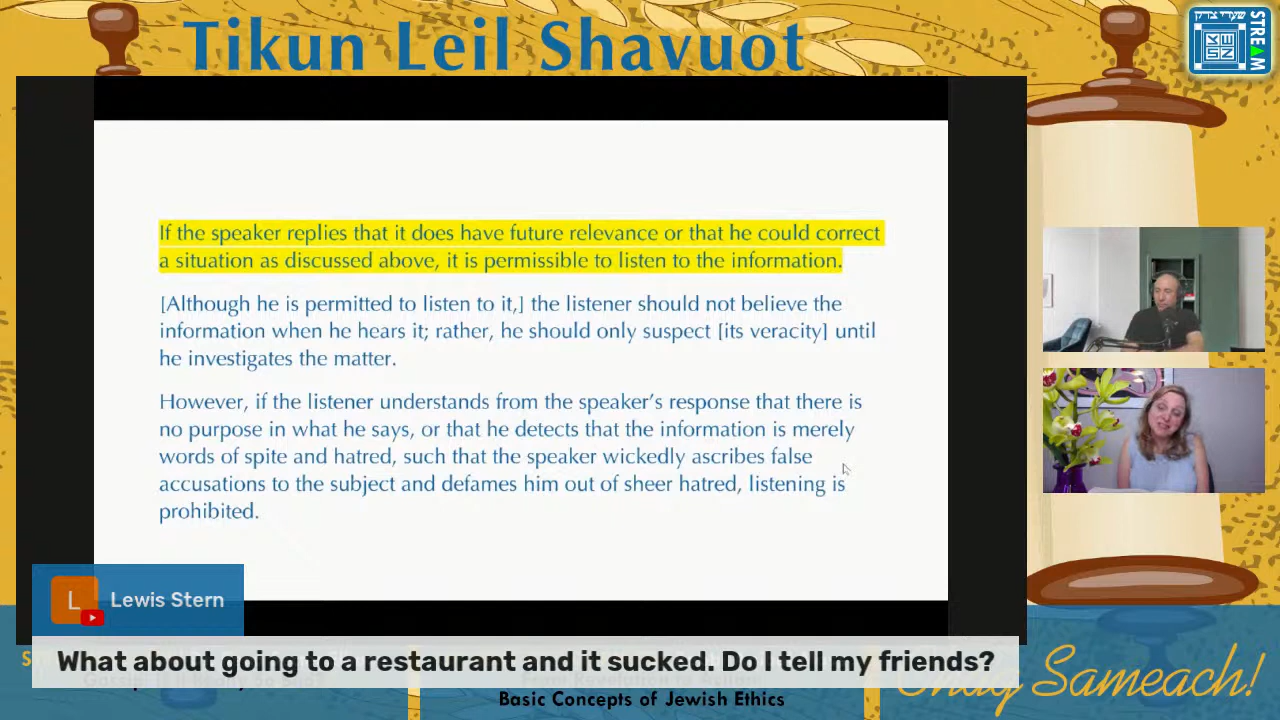 Tikun Leil Shavuot
שערי צדק
STREAM
If the speaker replies that it does have future relevance or that he could correct
a situation as discussed above, it is permissible to listen to the information.
[Although he is permitted to listen to it,] the listener should not believe the
information when he hears it; rather, he should only suspect [its veracity] until
he investigates the matter.
However, if the listener understands from the speaker's response that there is
no purpose in what he says, or that he detects that the information is merely
words of spite and hatred, such that the speaker wickedly ascribes false
accusations to the subject and defames him out of sheer hatred, listening is
prohibited.
L
Lewis Stern
What about going to a restaurant and it sucked. Do I tell my friends?
Chag Sameach!
Basic Concepts of Jewish Ethics